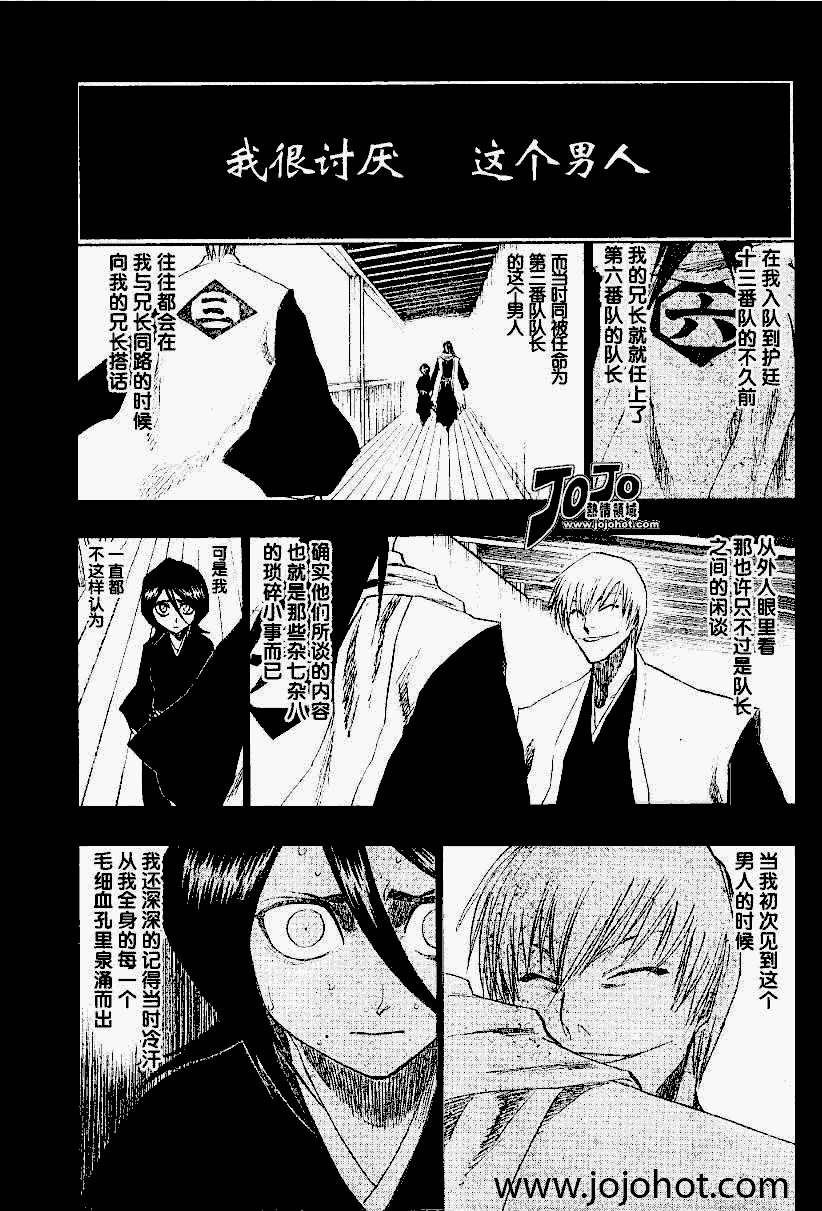 我很讨厌 这个男人
在我入队到护廷
十三番队的不久前
六
我的兄长就就任上了
第六番队的队长
而当时同被任命为
第三番队队长
的这个男人
三
往往都会在
我与兄长同路的时候
向我的兄长搭话
JOJO
熱情領域
www.jojohot.com
从外人眼里看
那也许只不过是队长
之间的闲谈
确实他们所谈的内容
也就是那些杂七杂八
的琐碎小事而已
可是我
一直都
不这样认为
当我初次见到这个
男人的时候
我还深深的记得当时冷汗
从我全身的每一个
毛细血孔里泉涌而出
www.jojohot.com